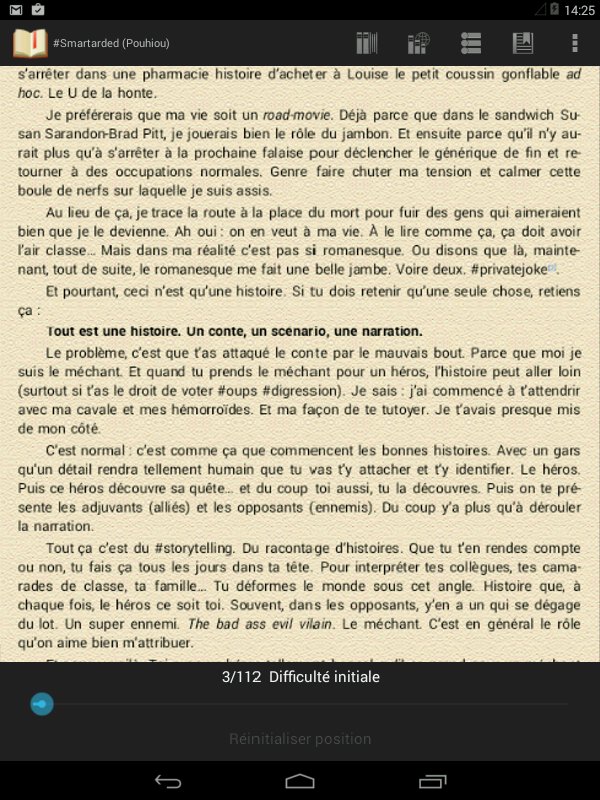 14:25
#Smartarded (Pouhiou)
s'arrêter dans une pharmacie histoire d'acheter à Louise le petit coussin gonflable ad
hoc. Le U de la honte.
Je préférerais que ma vie soit un road-movie. Déjà parce que dans le sandwich Su-
san Sarandon-Brad Pitt, je jouerais bien le rôle du jambon. Et ensuite parce qu'il n'y au-
rait plus qu'à s'arrêter à la prochaine falaise pour déclencher le générique de fin et re-
tourner à des occupations normales. Genre faire chuter ma tension et calmer cette
boule de nerfs sur laquelle je suis assis.
Au lieu de ça, je trace la route à la place du mort pour fuir des gens qui aimeraient
bien que je le devienne. Ah oui : on en veut à ma vie. À le lire comme ça, ça doit avoir
l'air classe... Mais dans ma réalité c'est pas si romanesque. Ou disons que là, mainte-
nant, tout de suite, le romanesque me fait une belle jambe. Voire deux. #privatejoke
Et pourtant, ceci n'est qu'une histoire. Si tu dois retenir qu'une seule chose, retiens
ça :
Tout est une histoire. Un conte, un scénario, une narration.
Le problème, c'est que t'as attaqué le conte par le mauvais bout. Parce que moi je
suis le méchant. Et quand tu prends le méchant pour un héros, l'histoire peut aller loin
(surtout si t'as le droit de voter #oups #digression). Je sais : j'ai commencé à t'attendrir
avec ma cavale et mes hémorroïdes. Et ma façon de te tutoyer. Je t'avais presque mis
de mon côté.
C'est normal : c'est comme ça que commencent les bonnes histoires. Avec un gars
qu'un détail rendra tellement humain que tu vas t'y attacher et t'y identifier. Le héros.
Puis ce héros découvre sa quête... et du coup toi aussi, tu la découvres. Puis on te pré-
sente les adjuvants (alliés) et les opposants (ennemis). Du coup y'a plus qu'à dérouler
la narration.
Tout ça c'est du #storytelling. Du racontage d'histoires. Que tu t'en rendes compte
ou non, tu fais ça tous les jours dans ta tête. Pour interpréter tes collègues, tes cama-
rades de classe, ta famille... Tu déformes le monde sous cet angle. Histoire que, à
chaque fois, le héros ce soit toi. Souvent, dans les opposants, y'en a un qui se dégage
du lot. Un super ennemi. The bad ass evil vilain. Le méchant. C'est en général le rôle
qu'on aime bien m'attribuer.
3/112 Difficulté initiale
Réinitialiser position